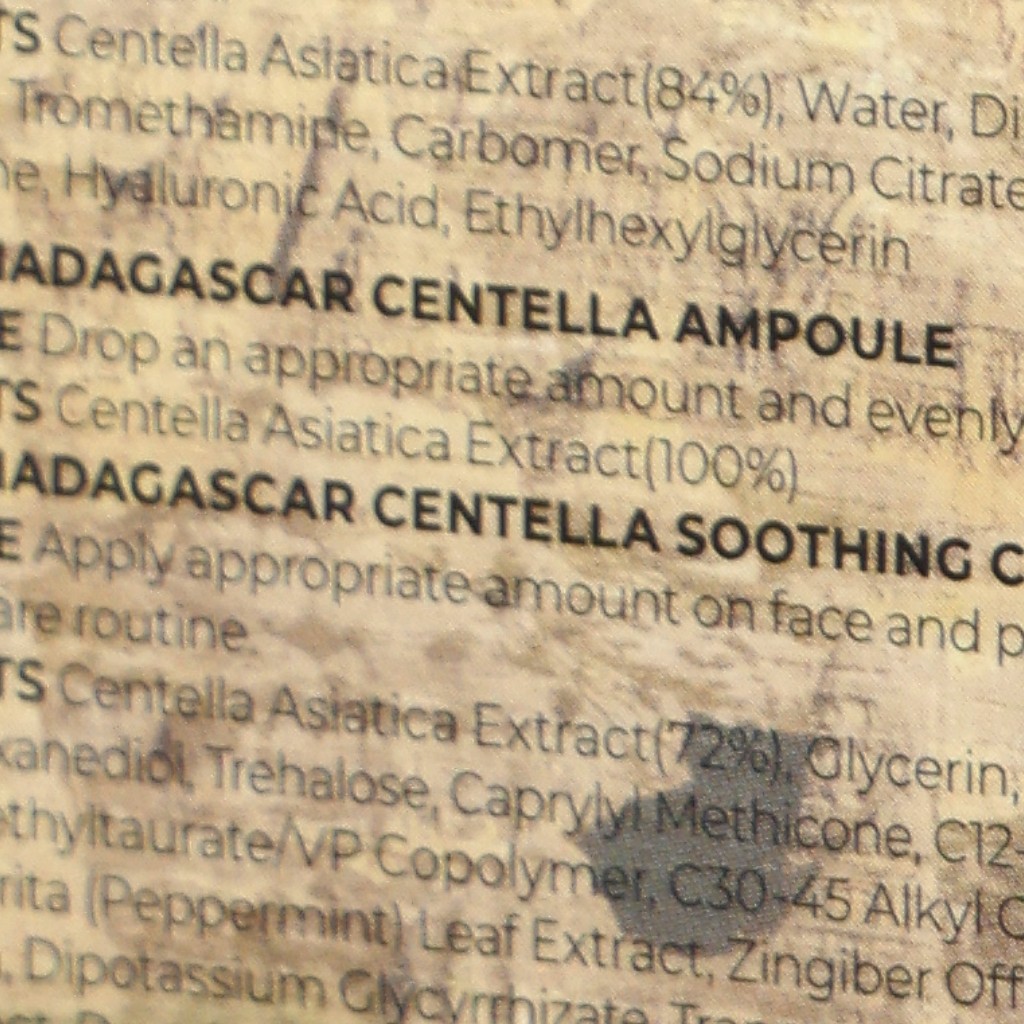 TS Centella Asiatica Extract(84%), Water, Di
Tromethamine, Carbomer, Sodium Citrate
ne, Hyaluronic Acid, Ethylhexylglycerin
MADAGASCAR CENTELLA AMPOULE
E Drop an appropriate amount and evenly
TS Centella Asiatica Extract(100%)
MADAGASCAR CENTELLA SOOTHING C
E Apply appropriate amount on face and p
are routine.
TS Centella Asiatica Extract(72%), Glycerin,
xanediol, Trehalose, Caprylyl Methicone, C12-
ethyltaurate/VP Copolymer, C30-45 Alkyl C
rita (Peppermint) Leaf Extract, Zingiber Off
Dipotassium Glycyrrhizate,